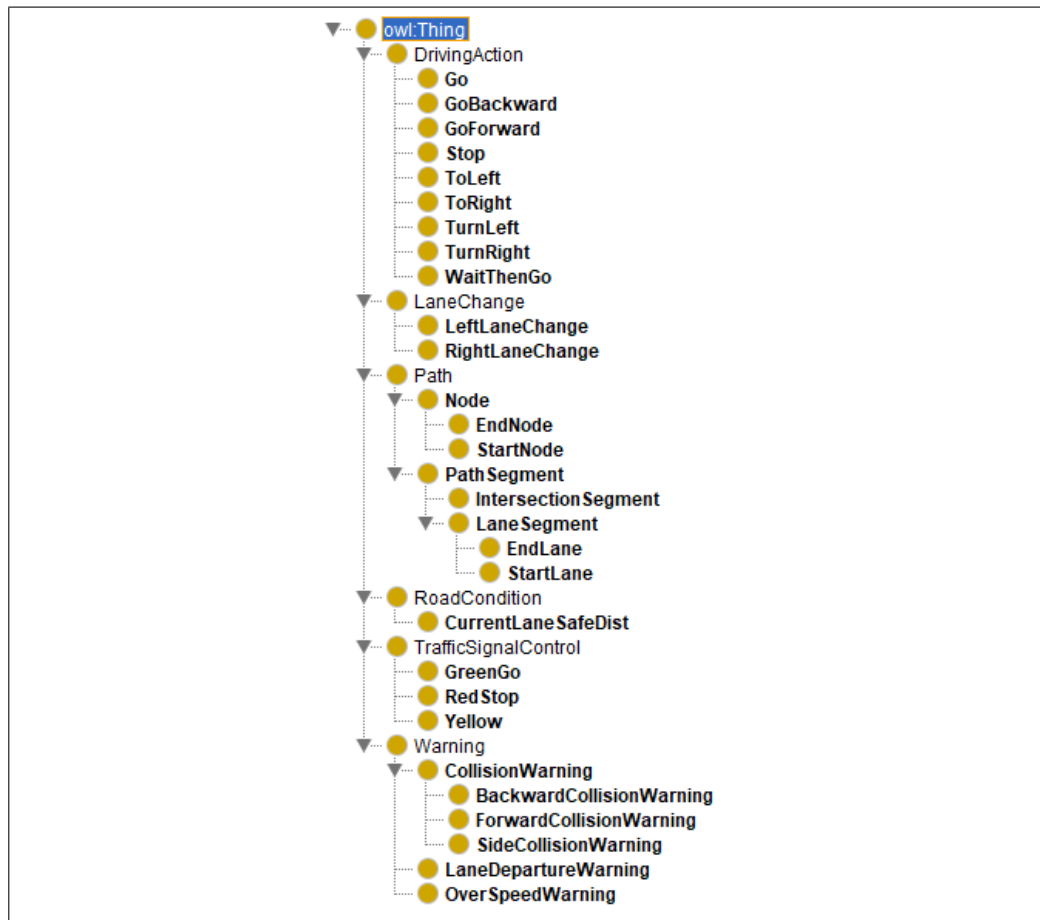 owl:Thing
DrivingAction
Go
GoBackward
GoForward
Stop
ToLeft
ToRight
TurnLeft
TurnRight
WaitThenGo
LaneChange
LeftLaneChange
RightLaneChange
Path
Node
EndNode
StartNode
PathSegment
IntersectionSegment
LaneSegment
EndLane
StartLane
RoadCondition
CurrentLaneSafeDist
TrafficSignalControl
GreenGo
RedStop
Yellow
Warning
CollisionWarning
BackwardCollisionWarning
ForwardCollisionWarning
SideCollisionWarning
LaneDepartureWarning
OverSpeedWarning